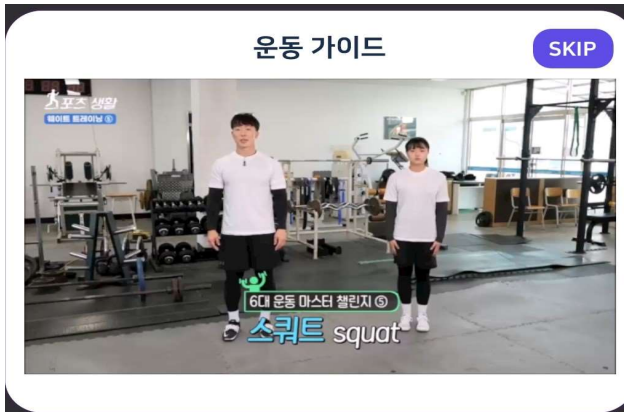 운동 가이드
SKIP
스포츠 생활
웨이트 트레이닝 ⑤
6대 운동 마스터 챌린지 ⑤
스쿼트 squat